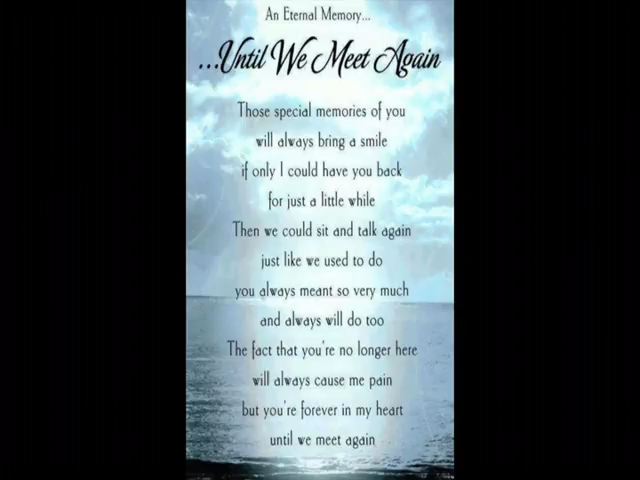 An Eternal Memory...
...Until We Meet Again
Those special memories of you
will always bring a smile
if only I could have you back
for just a little while
Then we could sit and talk again
just like we used to do
you always meant so very much
and always will do too
The fact that you're no longer here
will always cause me pain
but you're forever in my heart
until we meet again